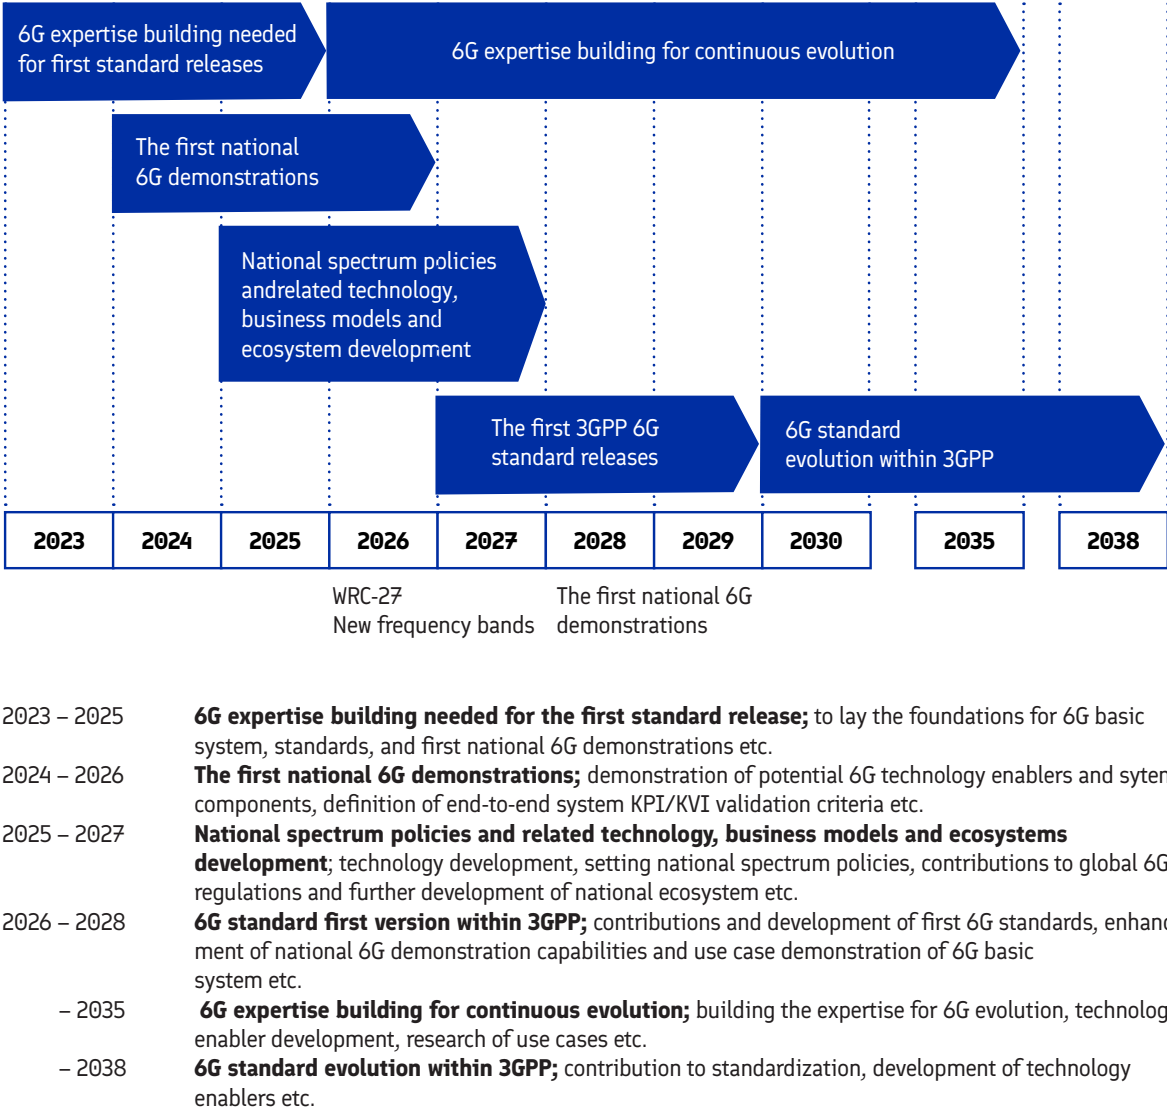 6G expertise building needed
for first standard releases
6G expertise building for continuous evolution
The first national
6G demonstrations
National spectrum policies
andrelated technology,
business models and
ecosystem development
The first 3GPP 6G
standard releases
6G standard
evolution within 3GPP
2023 2024 2025 2026 2027 2028 2029 2030 2035 2038
WRC-27
New frequency bands
The first national 6G
demonstrations
2023 – 2025 6G expertise building needed for the first standard release; to lay the foundations for 6G basic
system, standards, and first national 6G demonstrations etc.
2024 – 2026 The first national 6G demonstrations; demonstration of potential 6G technology enablers and syten
components, definition of end-to-end system KPI/KVI validation criteria etc.
2025 – 2027 National spectrum policies and related technology, business models and ecosystems
development; technology development, setting national spectrum policies, contributions to global 6G
regulations and further development of national ecosystem etc.
2026 – 2028 6G standard first version within 3GPP; contributions and development of first 6G standards, enhanc
ment of national 6G demonstration capabilities and use case demonstration of 6G basic
system etc.
– 2035 6G expertise building for continuous evolution; building the expertise for 6G evolution, technolog
enabler development, research of use cases etc.
– 2038 6G standard evolution within 3GPP; contribution to standardization, development of technology
enablers etc.